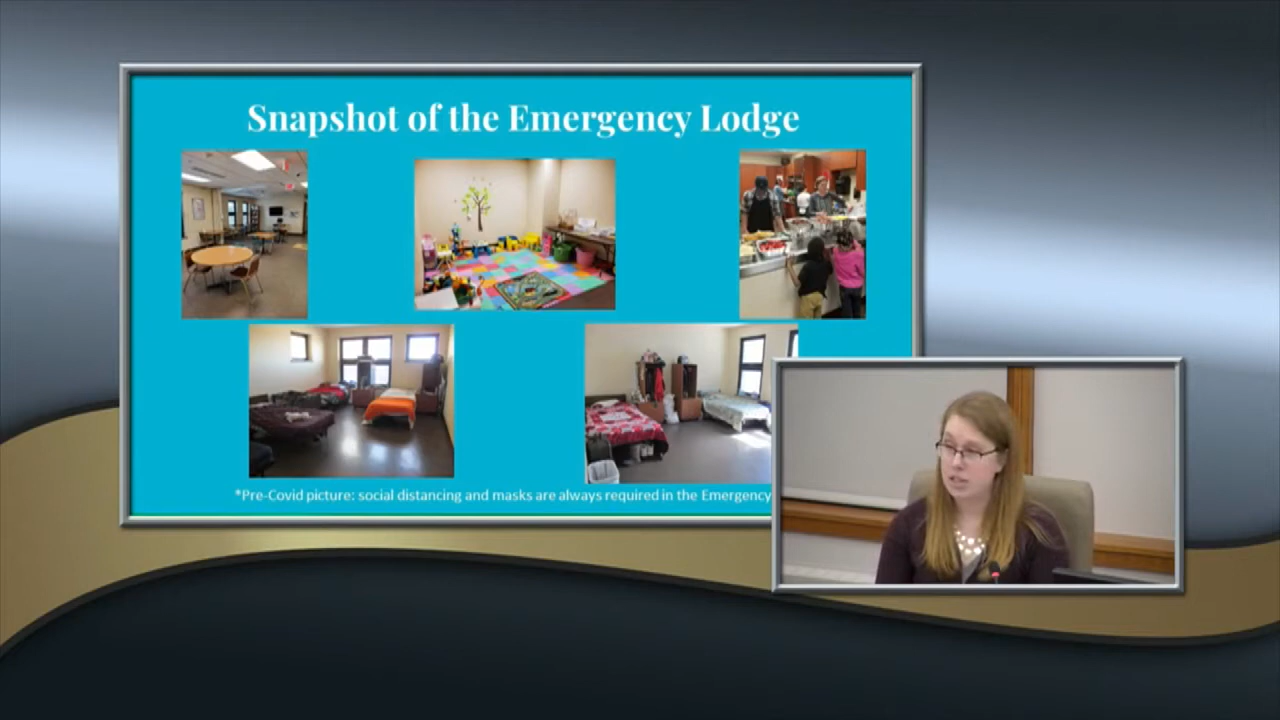 Snapshot of the Emergency Lodge
*Pre-Covid picture: social distancing and masks are always required in the Emergency